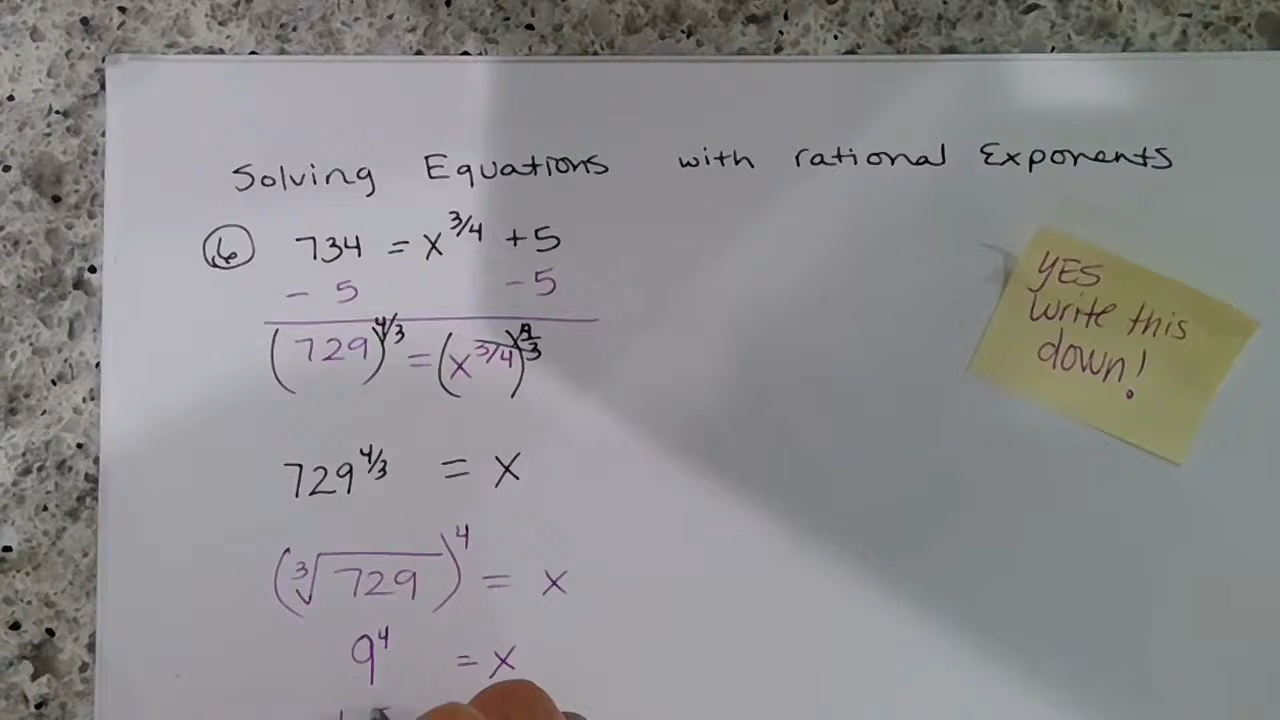 Solving Equations with rational Exponents
6 734 = x^3/4 + 5
- 5 - 5
(729)^4/3 = (x^3/4)^4/3
729^4/3 = x
(∛729)^4 = x
9^4 = x
YES
Write this
down!